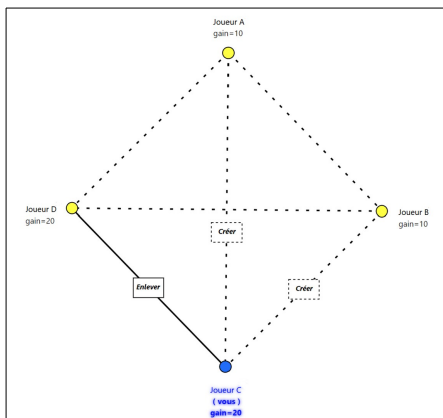 Joueur A
gain=10
Joueur D
gain=20
Joueur B
gain=10
Créer
Enlever
Créer
Joueur C
( vous )
gain=20